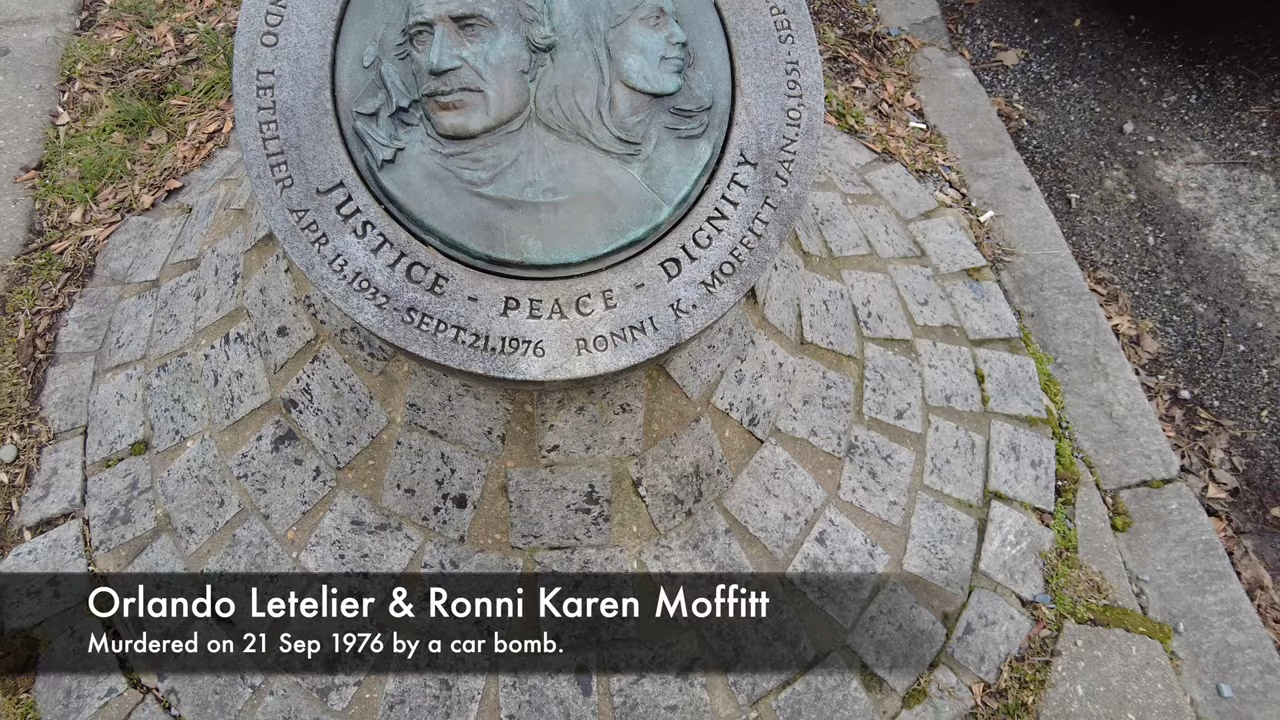 NDO LETELIER APR. 13, 1932 - SEPT. 21, 1976
RONNI K. MOFFITT JAN. 10, 1951 - SEP
JUSTICE - PEACE - DIGNITY
Orlando Letelier & Ronni Karen Moffitt
Murdered on 21 Sep 1976 by a car bomb.